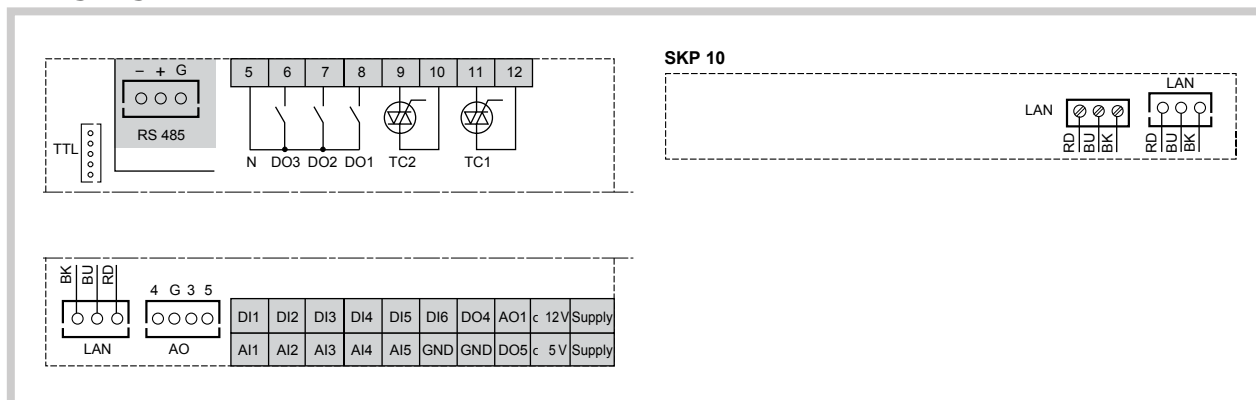 − + G
RS 485
TTL
5 6 7 8 9 10 11 12
N DO3 DO2 DO1 TC2 TC1
SKP 10
LAN
LAN
RD BU BK
RD BU BK
BK BU RD
LAN
4 G 3 5
AO
DI1 DI2 DI3 DI4 DI5 DI6 DO4 AO1 c 12V Supply
AI1 AI2 AI3 AI4 AI5 GND GND DO5 c 5 V Supply